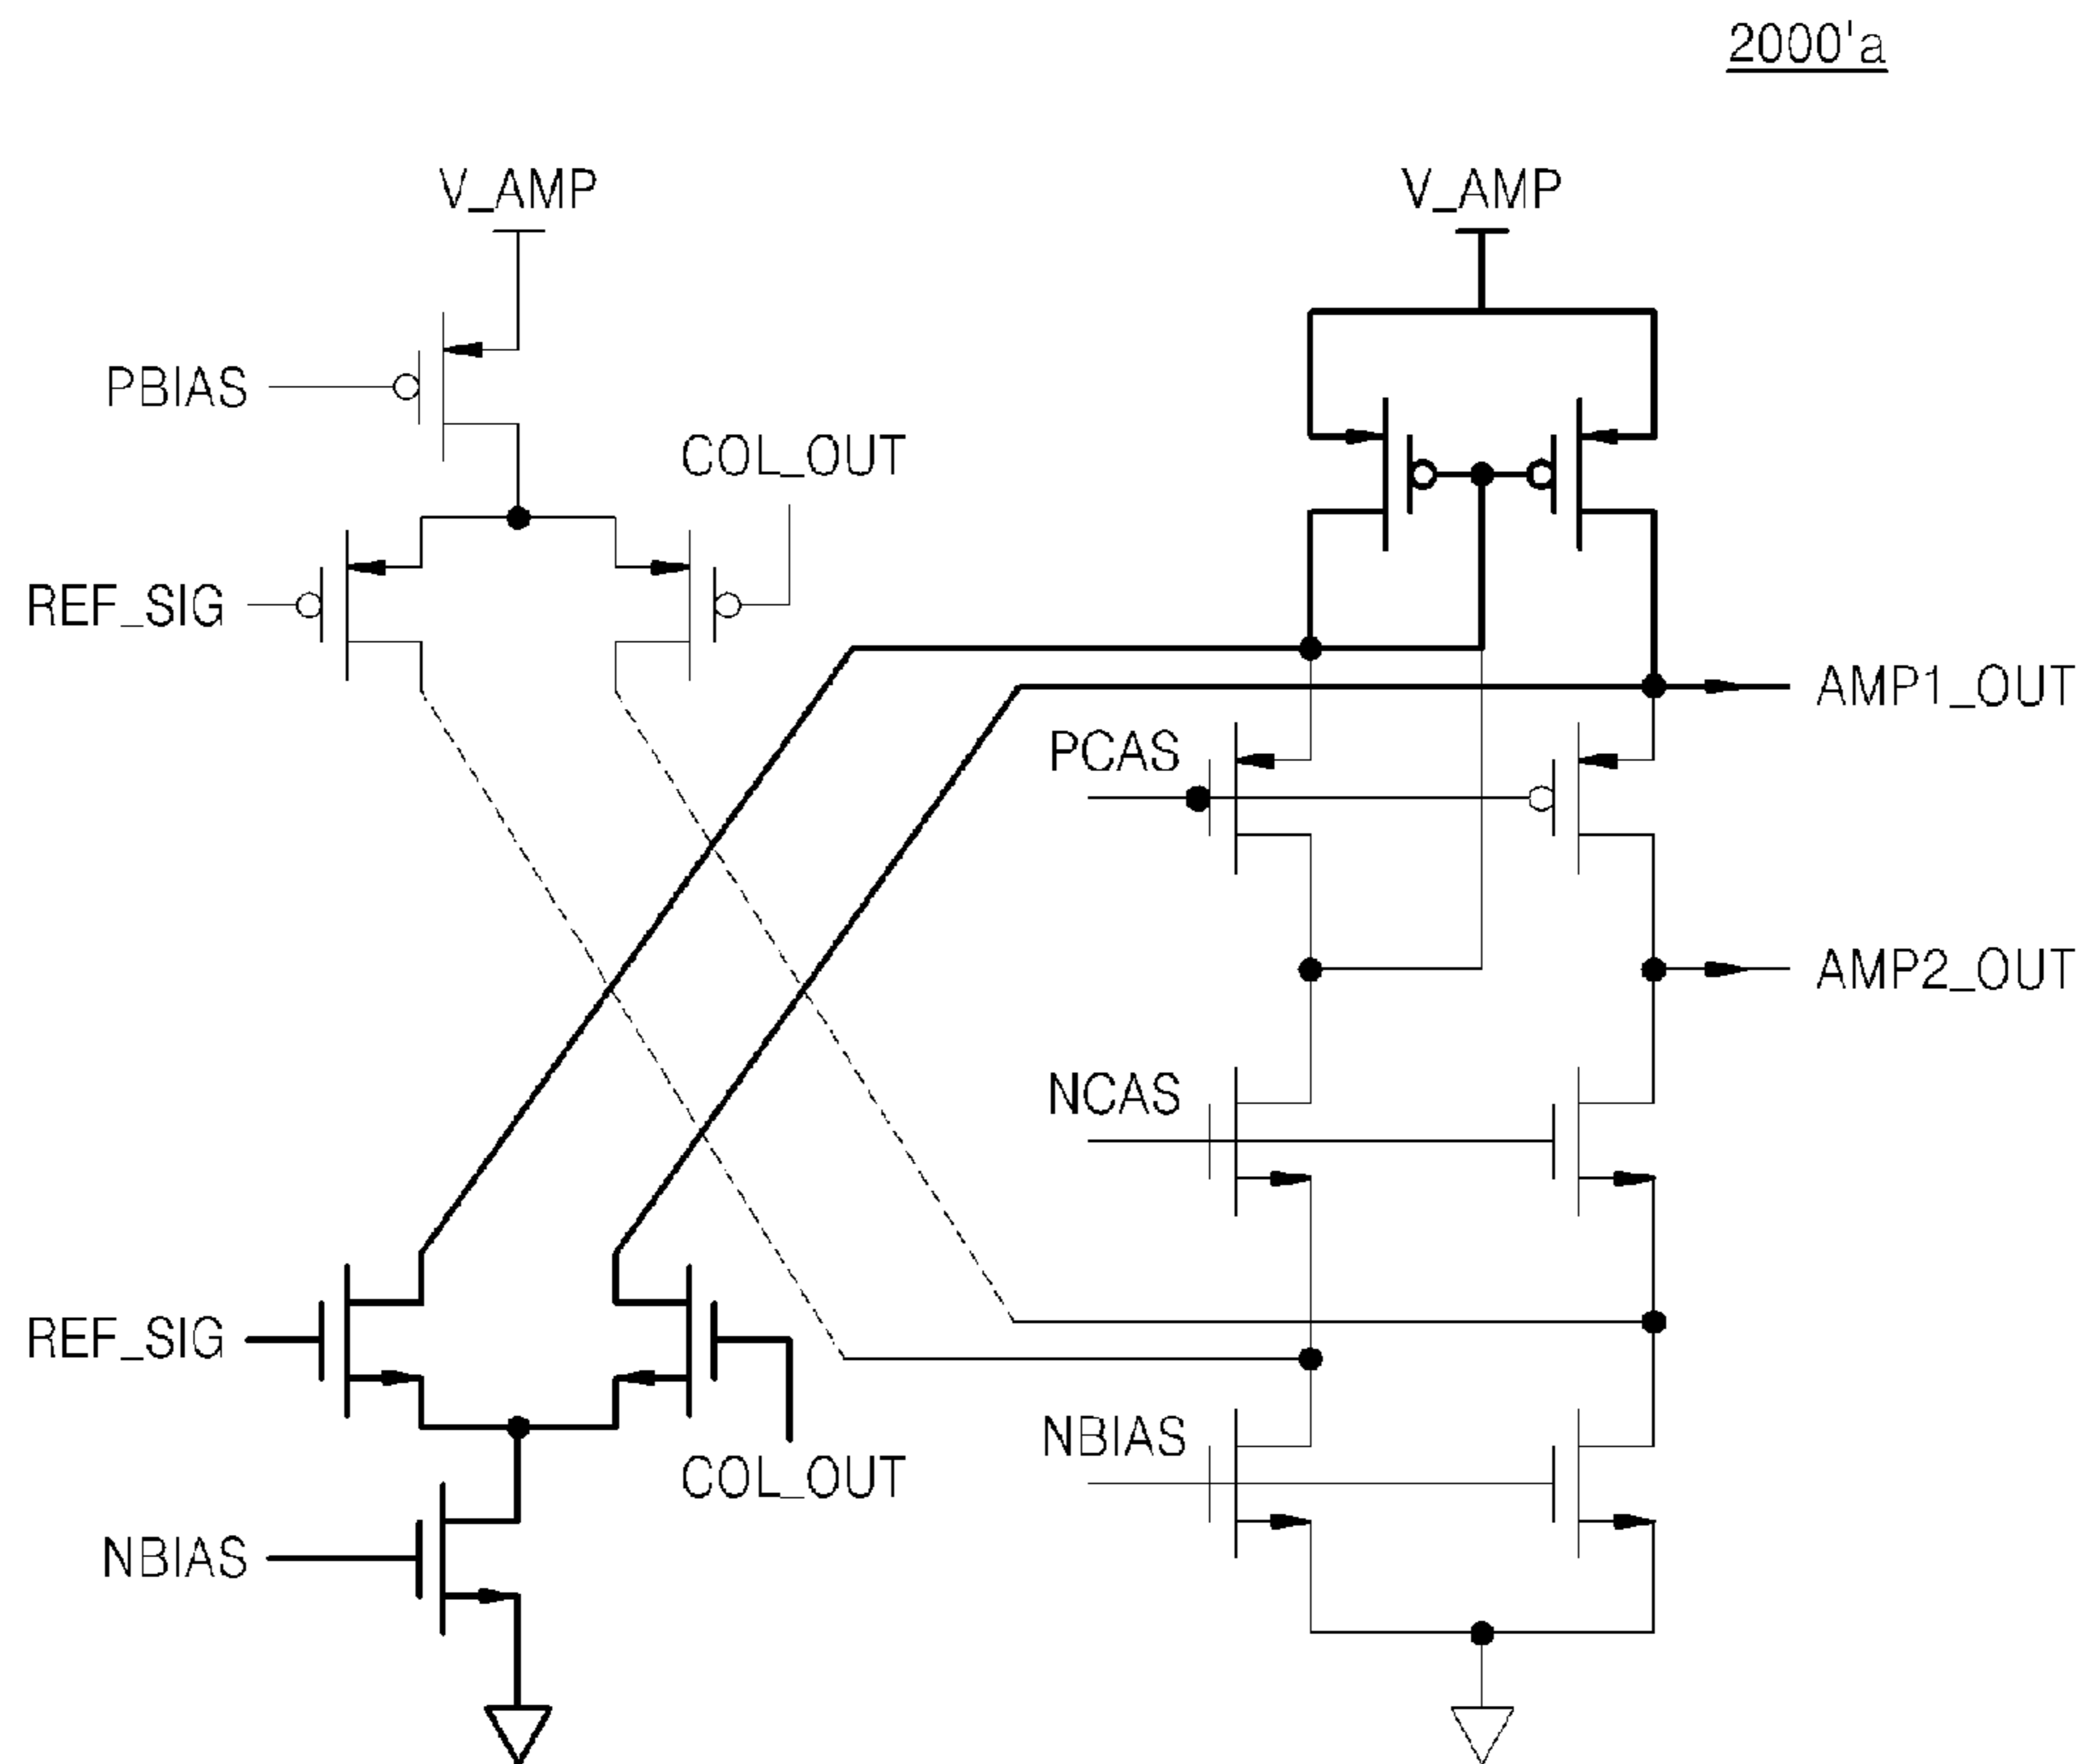 2000'a
V_AMP
V_AMP
PBIAS
COL_OUT
REF_SIG
AMP1_OUT
PCAS
AMP2_OUT
NCAS
REF_SIG
NBIAS
COL_OUT
NBIAS